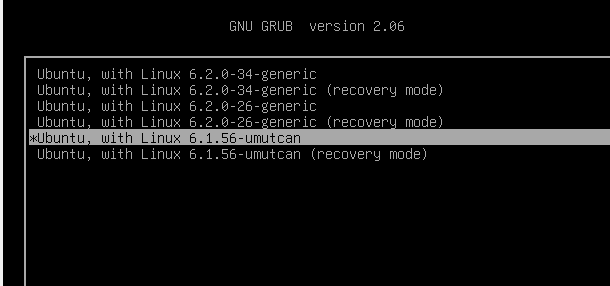 GNU GRUB version 2.06
Ubuntu, with Linux 6.2.0-34-generic
Ubuntu, with Linux 6.2.0-34-generic (recovery mode)
Ubuntu, with Linux 6.2.0-26-generic
Ubuntu, with Linux 6.2.0-26-generic (recovery mode)
*Ubuntu, with Linux 6.1.56-umutcan
Ubuntu, with Linux 6.1.56-umutcan (recovery mode)